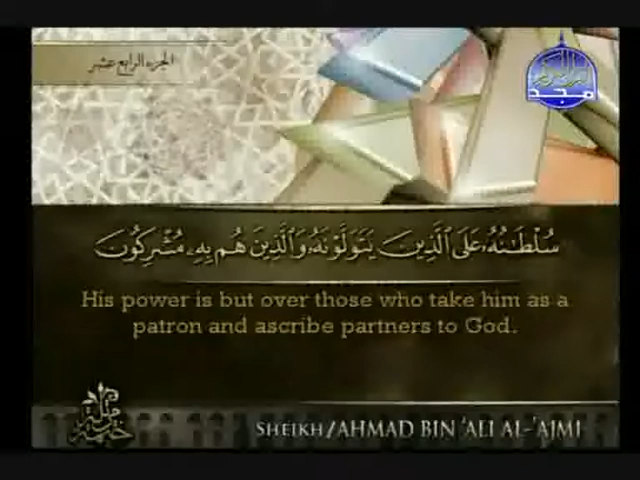 الجزء الرابع عشر
مجد
سُلْطَـٰنُهُۥ عَلَى ٱلَّذِينَ يَتَوَلَّوْنَهُۥ وَٱلَّذِينَ هُم بِهِۦ مُشْرِكُونَ
His power is but over those who take him as a
patron and ascribe partners to God.
SHEIKH/AHMAD BIN 'ALI AL-'AJMI